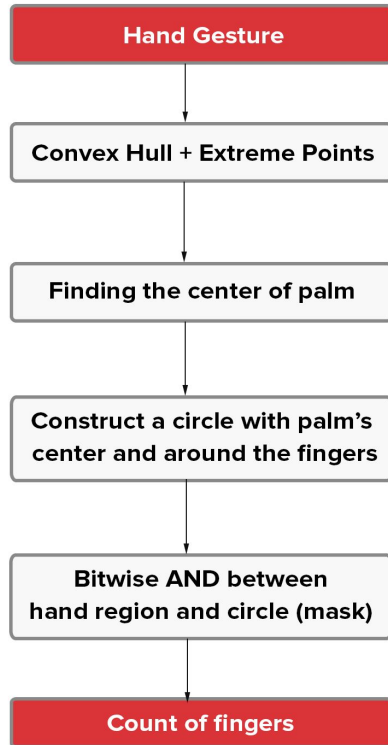 Hand Gesture
Convex Hull + Extreme Points
Finding the center of palm
Construct a circle with palm’s
center and around the fingers
Bitwise AND between
hand region and circle (mask)
Count of fingers